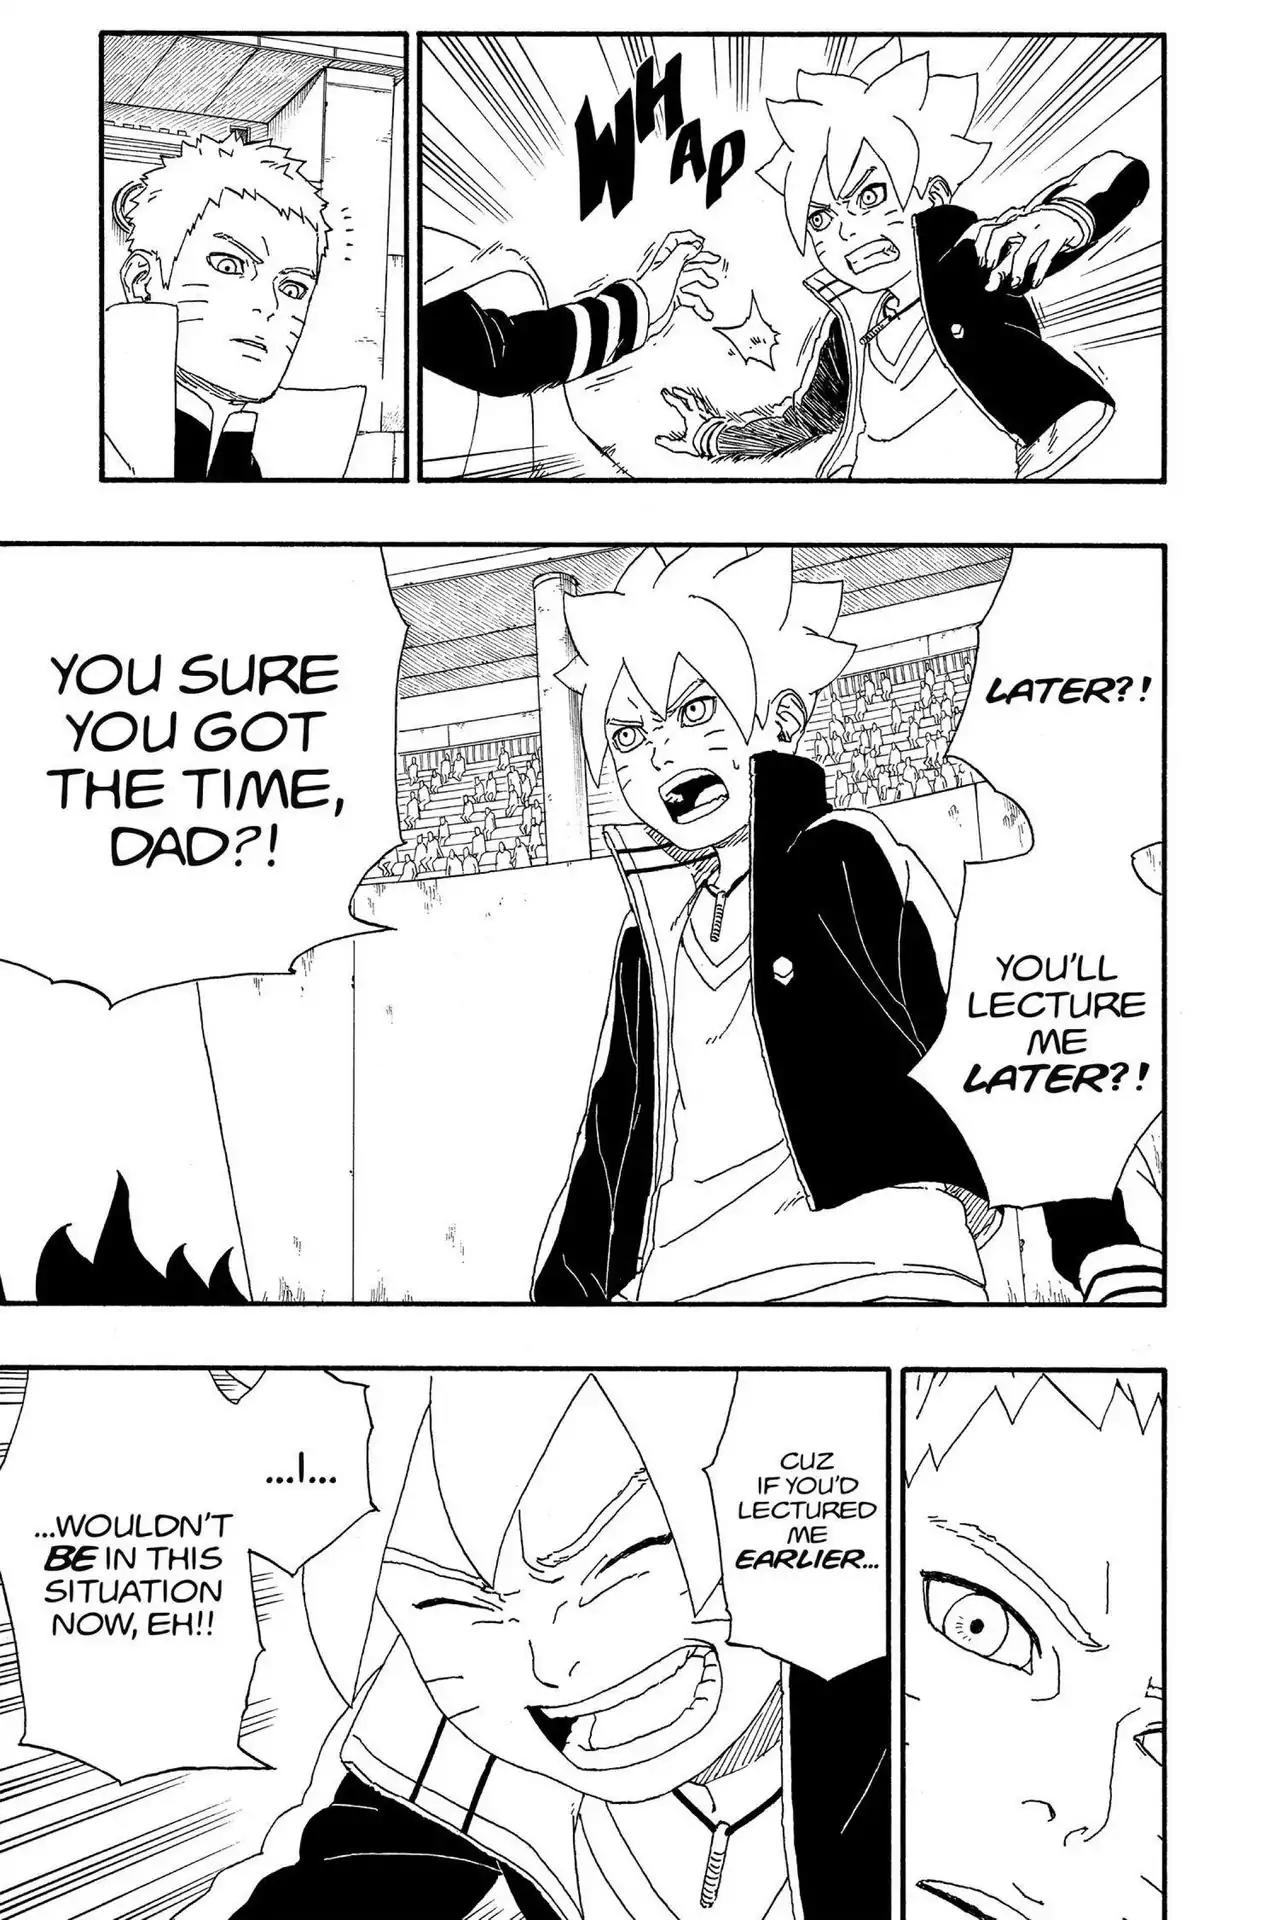 WHAP
LATER?!
YOU'LL
LECTURE
ME
LATER?!
YOU SURE
YOU GOT
THE TIME,
DAD?!
CUZ
IF YOU'D
LECTURED
ME
EARLIER...
...I...
...WOULDN'T
BE IN THIS
SITUATION
NOW, EH!!